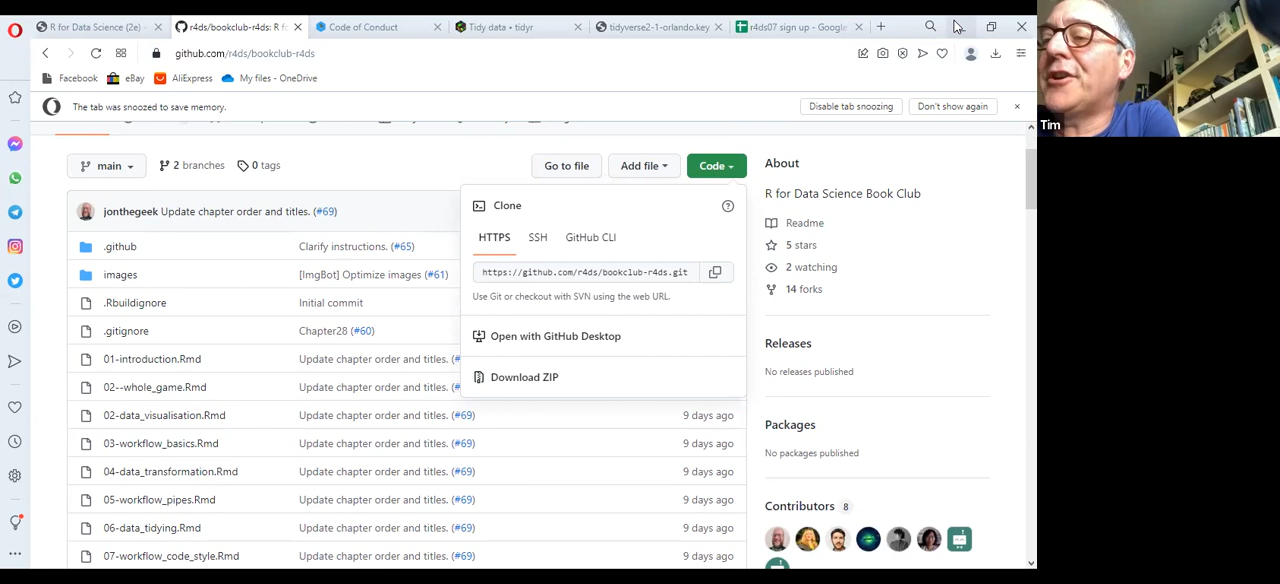 R for Data Science (2e)
r4ds/bookclub-r4ds: R f
Code of Conduct
Tidy data • tidyr
tidyverse2-1-orlando.key
r4ds07 sign up - Google
github.com/r4ds/bookclub-r4ds
Facebook
eBay
AliExpress
My files - OneDrive
The tab was snoozed to save memory.
Disable tab snoozing
Don't show again
Tim
main
2 branches
0 tags
Go to file
Add file
Code
About
R for Data Science Book Club
jonthegeek Update chapter order and titles. (#69)
Clone
HTTPS
SSH
GitHub CLI
https://github.com/r4ds/bookclub-r4ds.git
Use Git or checkout with SVN using the web URL.
Open with GitHub Desktop
Download ZIP
Readme
5 stars
2 watching
14 forks
.github Clarify instructions. (#65)
images [ImgBot] Optimize images (#61)
.Rbuildignore Initial commit
.gitignore Chapter28 (#60)
01-introduction.Rmd Update chapter order and titles. (#
02--whole_game.Rmd Update chapter order and titles. (#
02-data_visualisation.Rmd Update chapter order and titles. (#69) 9 days ago
03-workflow_basics.Rmd Update chapter order and titles. (#69) 9 days ago
04-data_transformation.Rmd Update chapter order and titles. (#69) 9 days ago
05-workflow_pipes.Rmd Update chapter order and titles. (#69) 9 days ago
06-data_tidying.Rmd Update chapter order and titles. (#69) 9 days ago
07-workflow_code_style.Rmd Update chapter order and titles. (#69) 9 days ago
Releases
No releases published
Packages
No packages published
Contributors 8